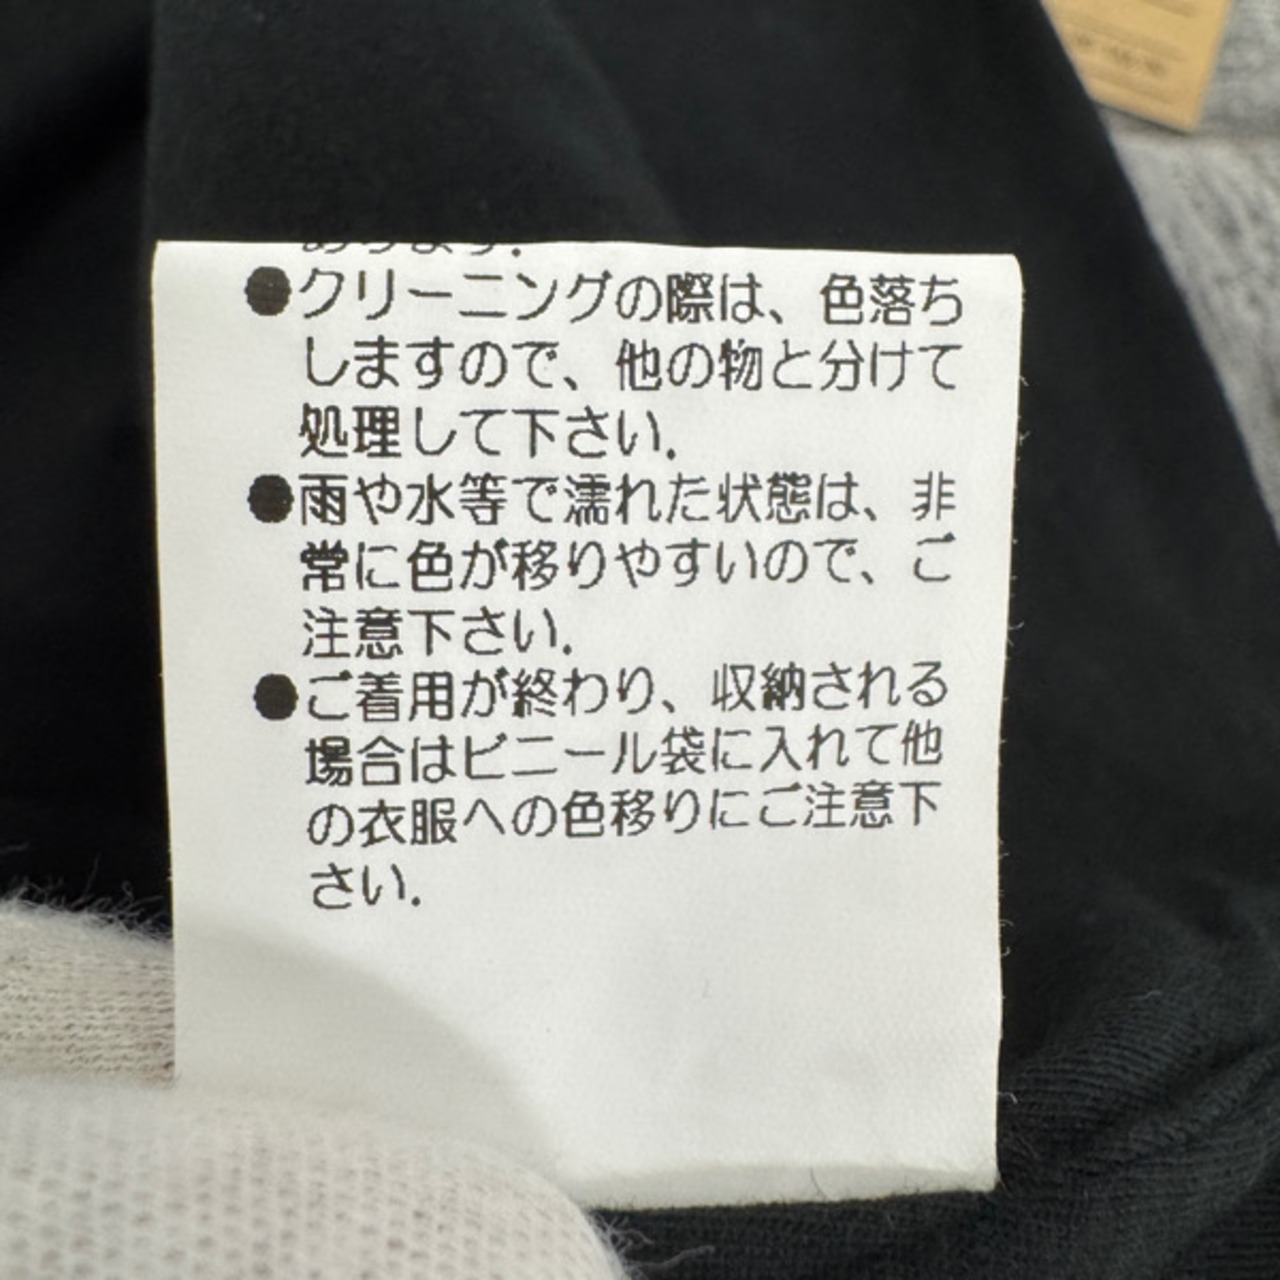 あります.
●クリーニングの際は、色落ち
しますので、他の物と分けて
処理して下さい.
●雨や水等で濡れた状態は、非
常に色が移りやすいので、ご
注意下さい.
●ご着用が終わり、収納される
場合はビニール袋に入れて他
の衣服への色移りにご注意下
さい.